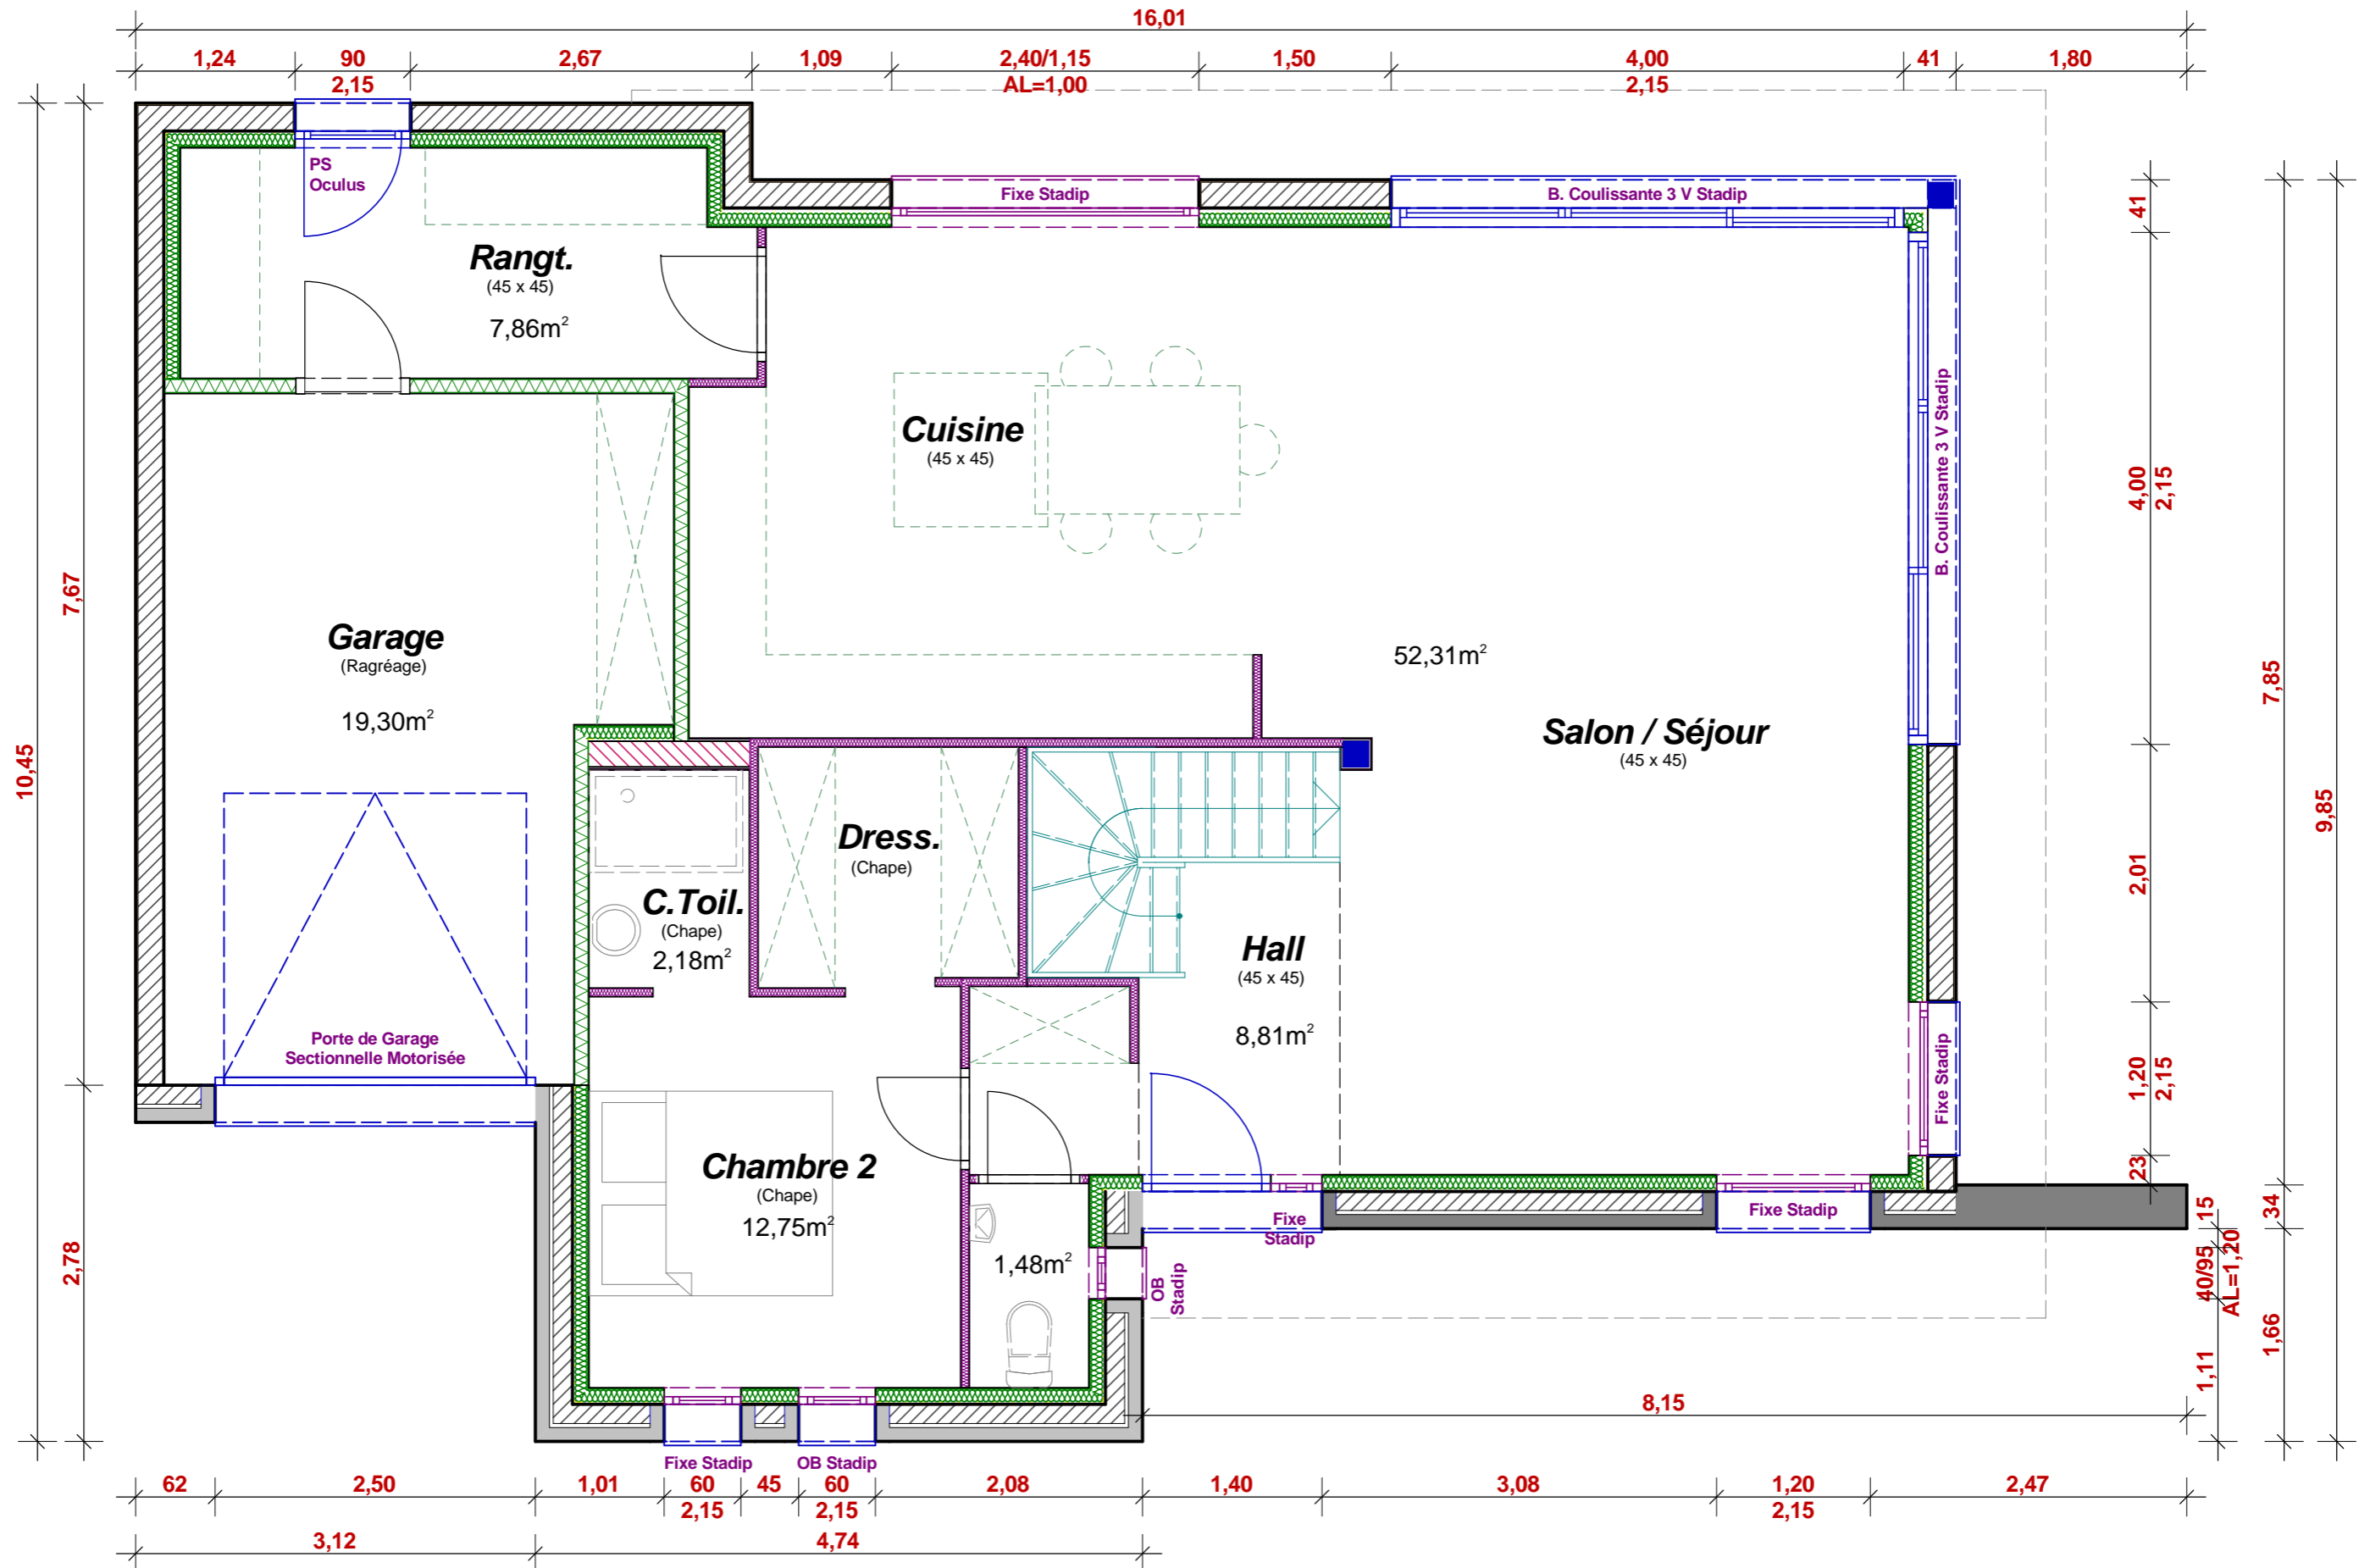 16,01
1,24
90
2,67
1,09
2,40/1,15
1,50
4,00
41
1,80
2,15
AL=1,00
2,15
PS
Oculus
Fixe Stadip
B. Coulissante 3 V Stadip
Rangt.
(45 x 45)
7,86m²
41
Cuisine
(45 x 45)
B. Coulissante 3 V Stadip
4,00
2,15
7,67
Garage
(Ragréage)
19,30m²
52,31m²
Salon / Séjour
(45 x 45)
7,85
10,45
9,85
Dress.
(Chape)
2,01
C.Toil.
(Chape)
2,18m²
Hall
(45 x 45)
8,81m²
Porte de Garage
Sectionnelle Motorisée
Fixe Stadip
1,20
2,15
Chambre 2
(Chape)
12,75m²
23
15
34
Fixe
Stadip
Fixe Stadip
2,78
1,48m²
OB
Stadip
40/95
AL=1,20
1,66
1,11
8,15
Fixe Stadip
OB Stadip
62
2,50
1,01
60
45
60
2,08
1,40
3,08
1,20
2,47
2,15
2,15
2,15
3,12
4,74